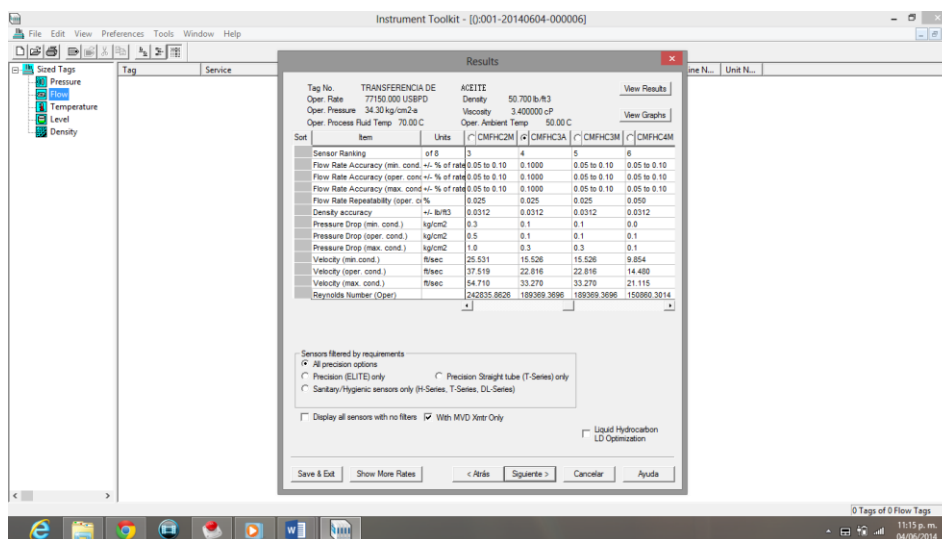 Instrument Toolkit - [():001-20140604-000006]
File Edit View Preferences Tools Window Help
Sized Tags
Pressure
Flow
Temperature
Level
Density
Tag Service ine N... Unit N...
Results
Tag No. TRANSFERENCIA DE ACEITE
Oper. Rate 77150.000 USBPD Density 50.700 lb/ft3
Oper. Pressure 34.30 kg/cm2-a Viscosity 3.400000 cP
Oper. Process Fluid Temp 70.00 C Oper. Ambient Temp 50.00 C
View Results
View Graphs
Sort Item Units CMFHC2M CMFHC3A CMFHC3M CMFHC4M
Sensor Ranking of 8 3 4 5 6
Flow Rate Accuracy (min. cond. +/- % of rate 0.05 to 0.10 0.1000 0.05 to 0.10 0.05 to 0.10
Flow Rate Accuracy (oper. con +/- % of rate 0.05 to 0.10 0.1000 0.05 to 0.10 0.05 to 0.10
Flow Rate Accuracy (max. cond +/- % of rate 0.05 to 0.10 0.1000 0.05 to 0.10 0.05 to 0.10
Flow Rate Repeatability (oper. c % 0.025 0.025 0.025 0.050
Density accuracy +/- lb/ft3 0.0312 0.0312 0.0312 0.0312
Pressure Drop (min. cond.) kg/cm2 0.3 0.1 0.1 0.0
Pressure Drop (oper. cond.) kg/cm2 0.5 0.1 0.1 0.1
Pressure Drop (max. cond.) kg/cm2 1.0 0.3 0.3 0.1
Velocity (min.cond.) ft/sec 25.531 15.526 15.526 9.854
Velocity (oper. cond.) ft/sec 37.519 22.816 22.816 14.480
Velocity (max. cond.) ft/sec 54.710 33.270 33.270 21.115
Reynolds Number (Oper) 242835.8626 189369.3696 189369.3696 150860.3014
Sensors filtered by requirements
All precision options
Precision (ELITE) only Precision Straight tube (T-Series) only
Sanitary/Hygienic sensors only (H-Series, T-Series, DL-Series)
Display all sensors with no filters With MVD Xmtr Only
Liquid Hydrocarbon
LD Optimization
Save & Exit Show More Rates < Atrás Siguiente > Cancelar Ayuda
0 Tags of 0 Flow Tags
11:15 p. m.
04/06/2014